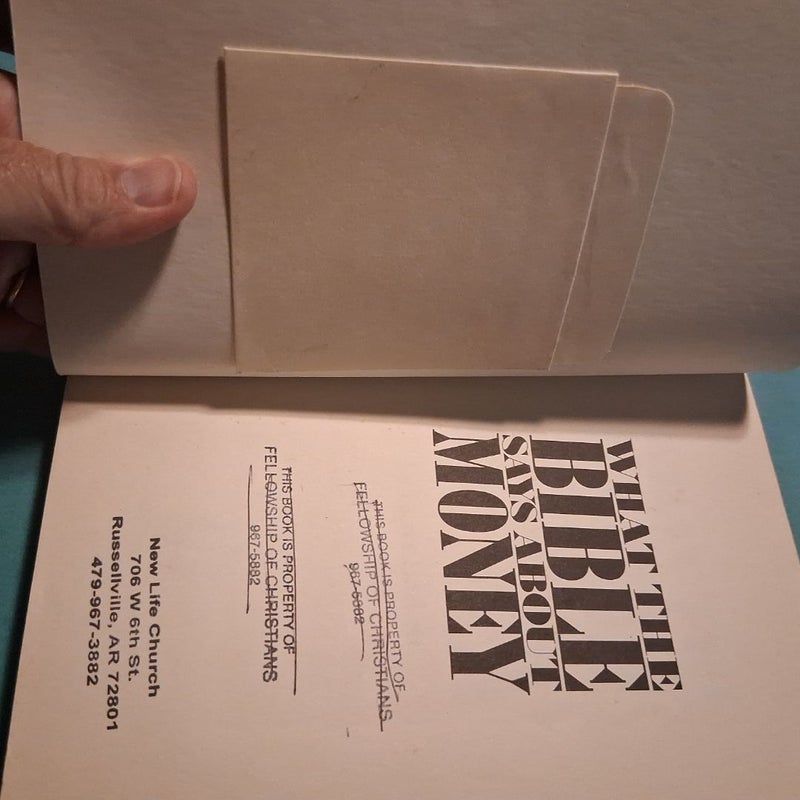 WHAT THE
BIBLE
SAYS ABOUT
MONEY
THIS BOOK IS PROPERTY OF
FELLOWSHIP OF CHRISTIANS
967-5882
THIS BOOK IS PROPERTY OF
FELLOWSHIP OF CHRISTIANS
967-5882
New Life Church
706 W 6th St.
Russellville, AR 72801
479-967-3882